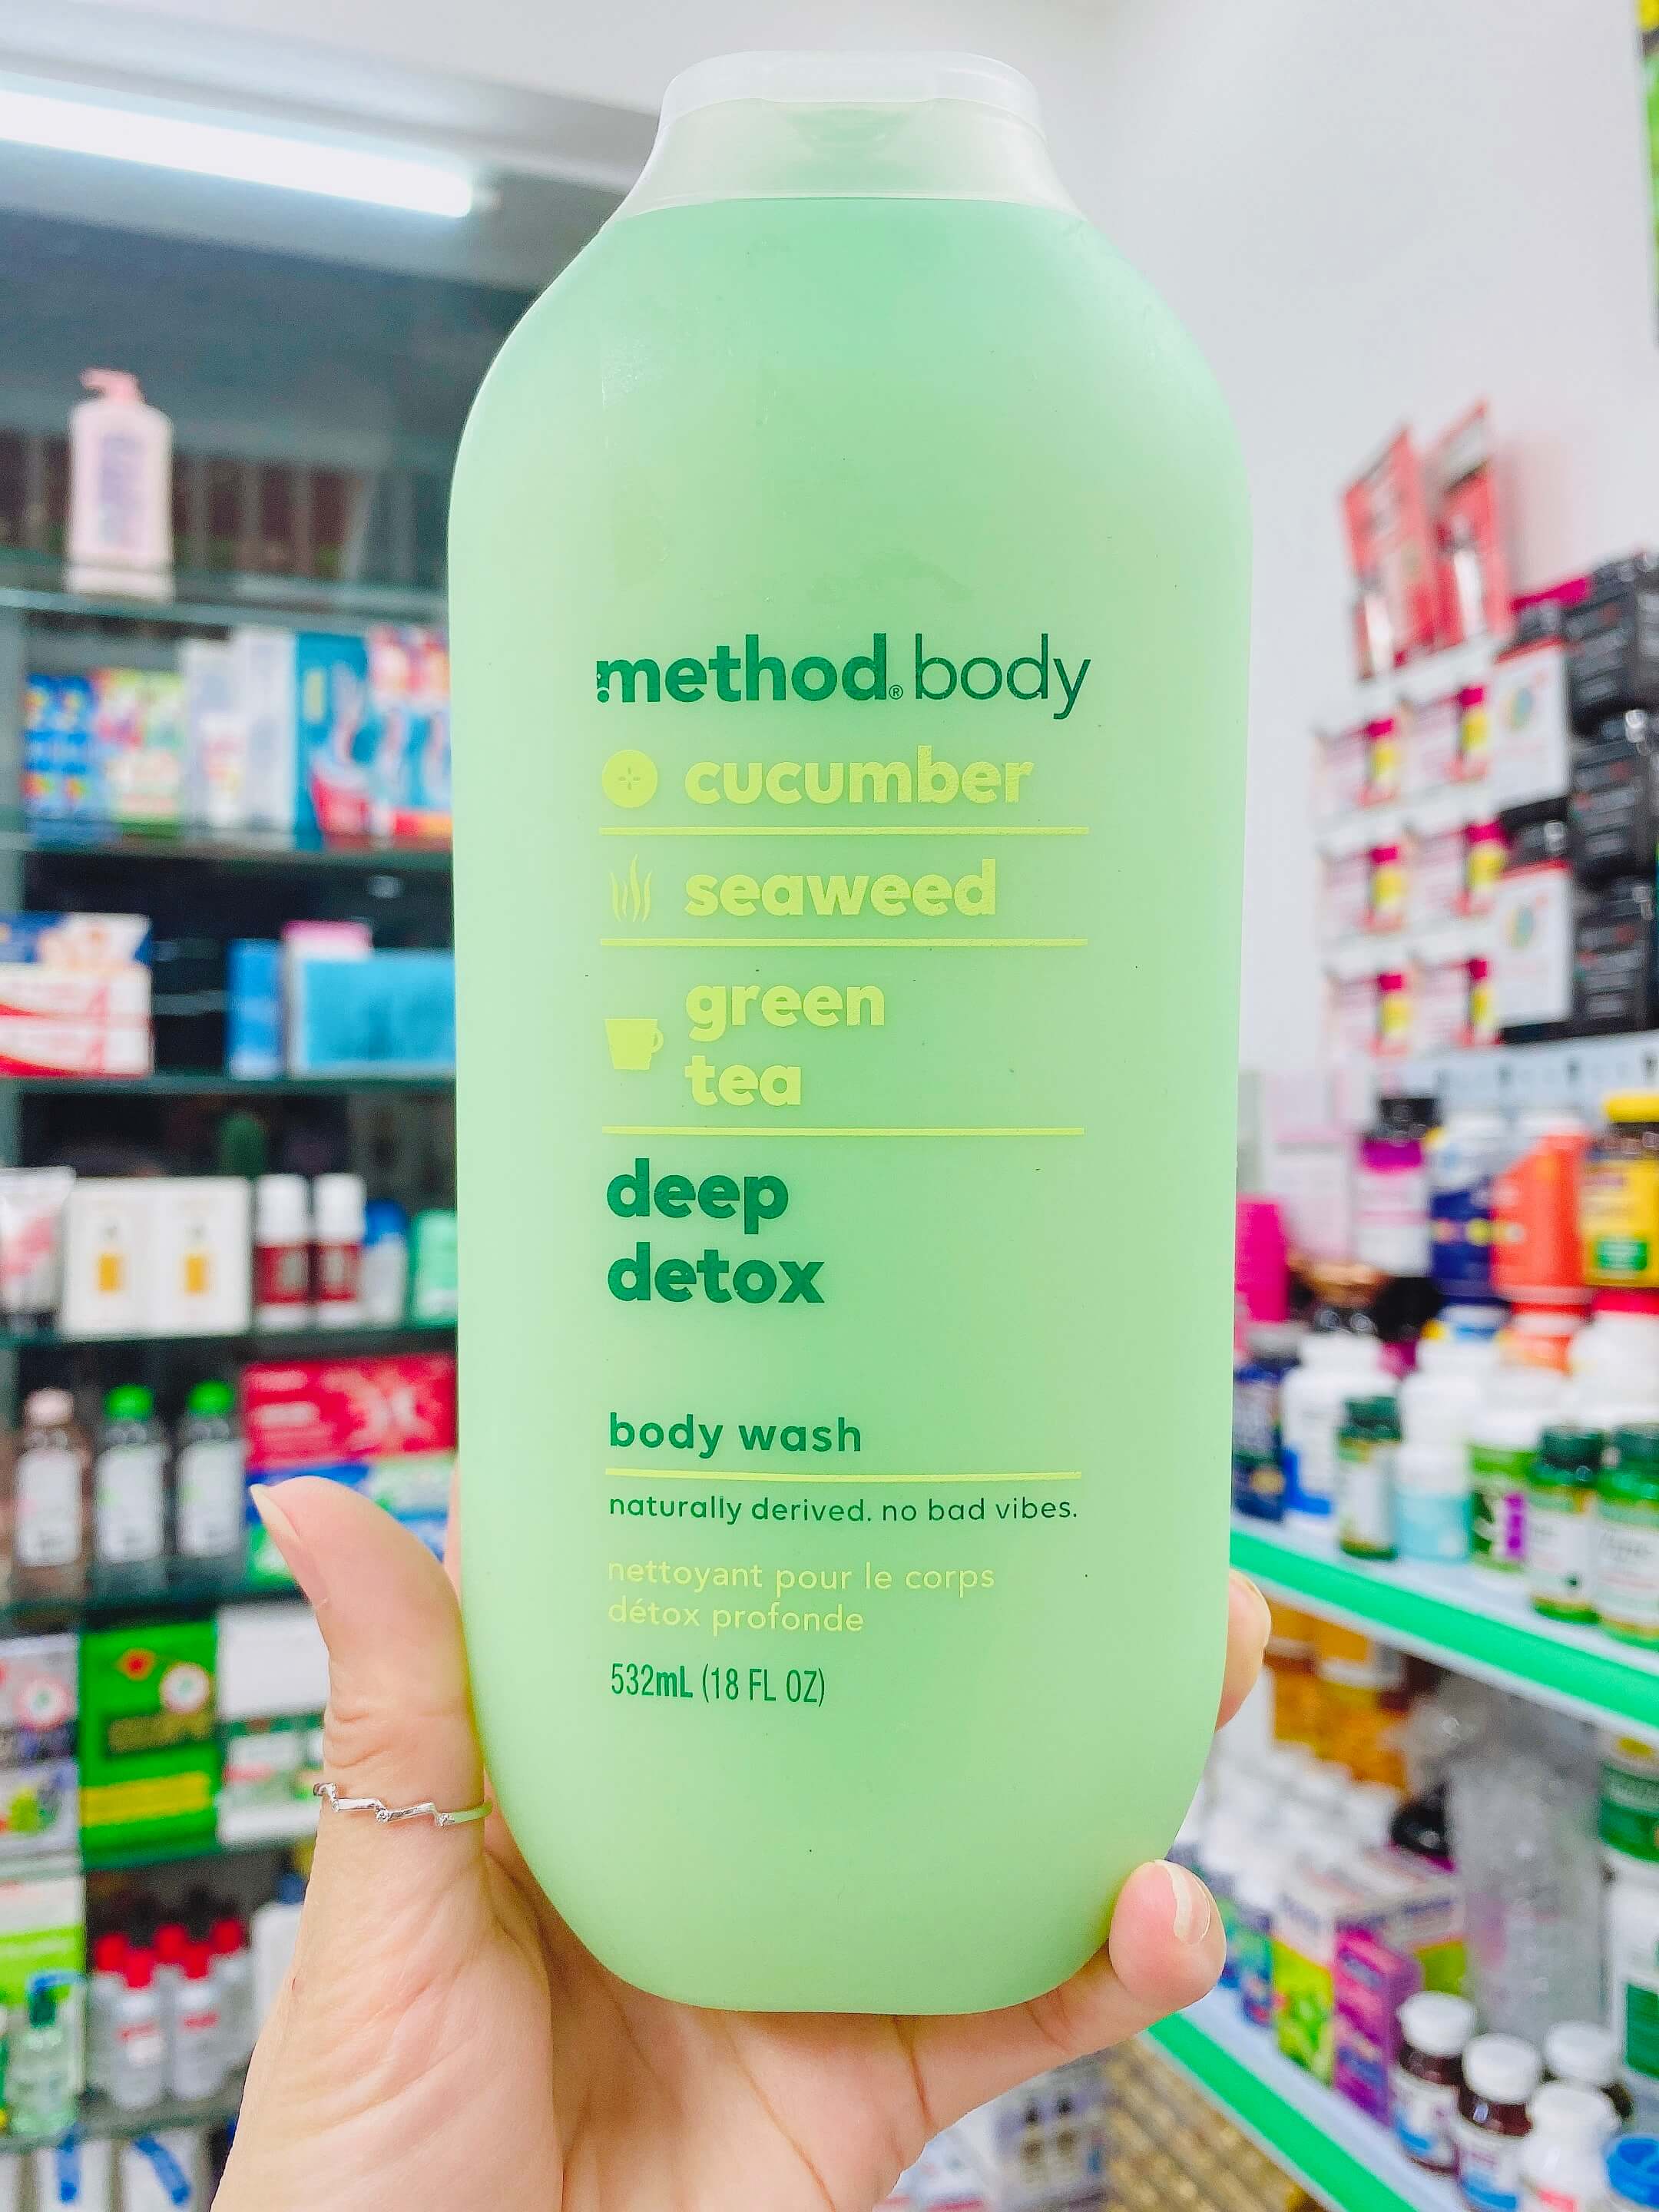 method® body
cucumber
seaweed
green
tea
deep
detox
body wash
naturally derived. no bad vibes.
nettoyant pour le corps
détox profonde
532mL (18 FL OZ)